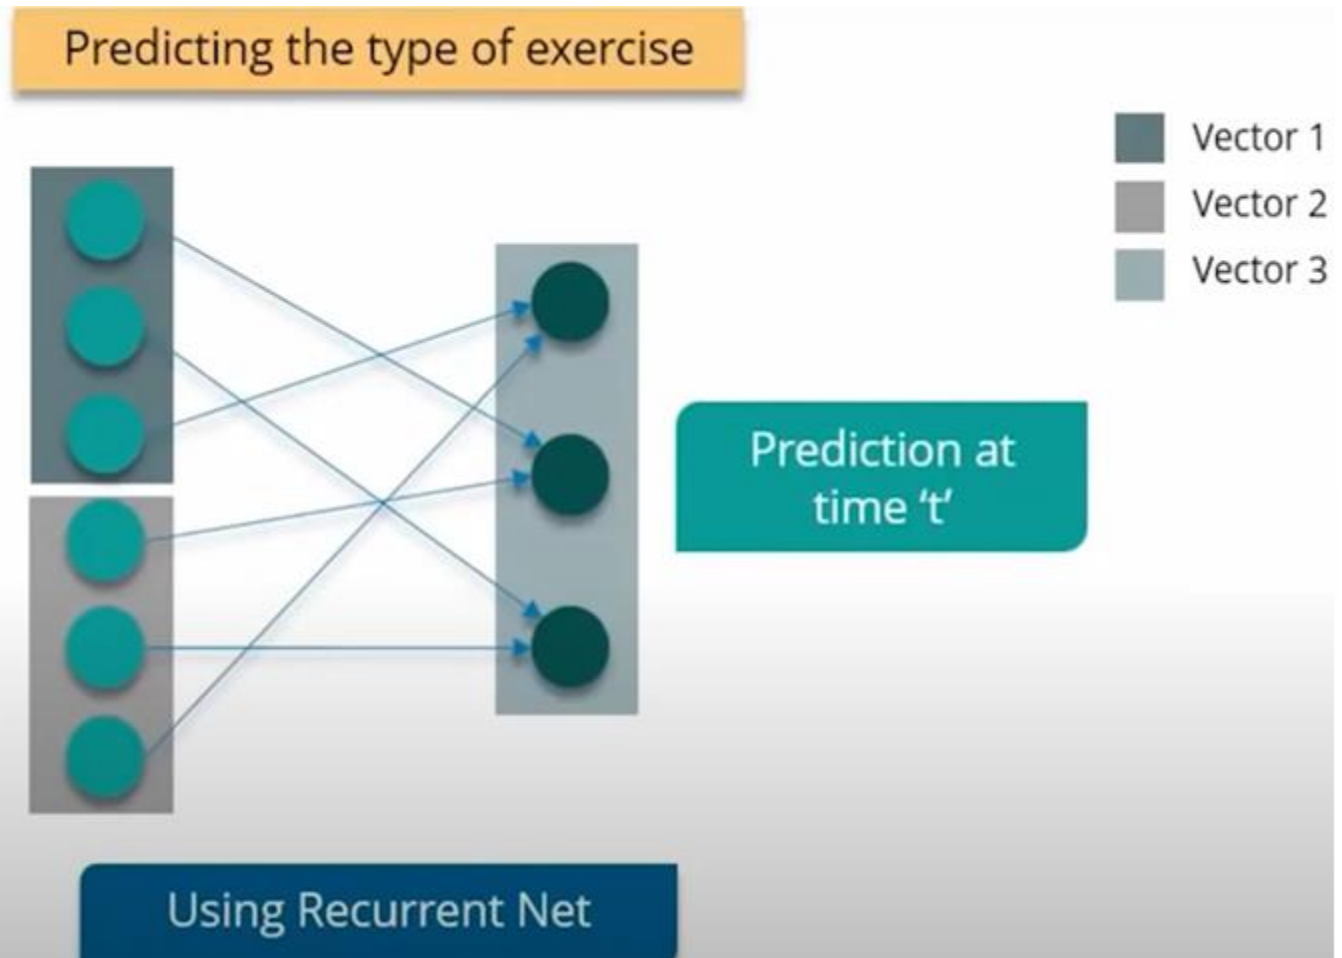 Predicting the type of exercise
Vector 1
Vector 2
Vector 3
Prediction at
time ‘t’
Using Recurrent Net